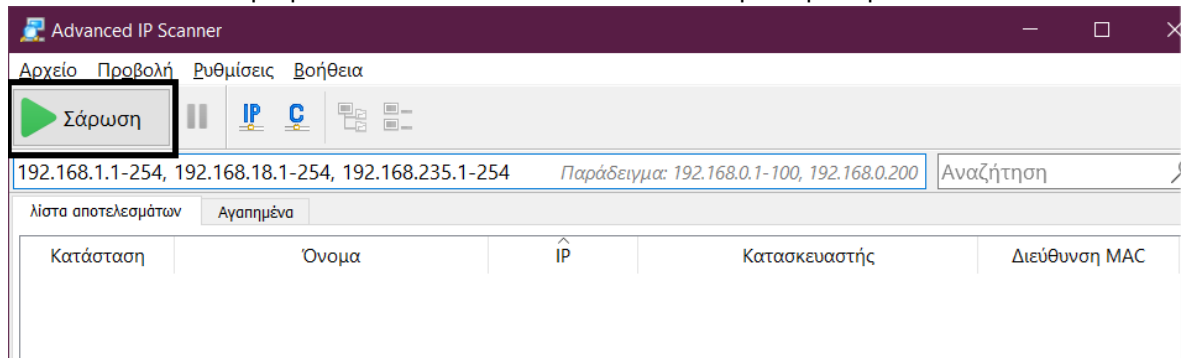 Advanced IP Scanner
Αρχείο Προβολή Ρυθμίσεις Βοήθεια
Σάρωση IP C
192.168.1.1-254, 192.168.18.1-254, 192.168.235.1-254 Παράδειγμα: 192.168.0.1-100, 192.168.0.200 Αναζήτηση
λίστα αποτελεσμάτων Αγαπημένα
Κατάσταση Όνομα IP Κατασκευαστής Διεύθυνση MAC